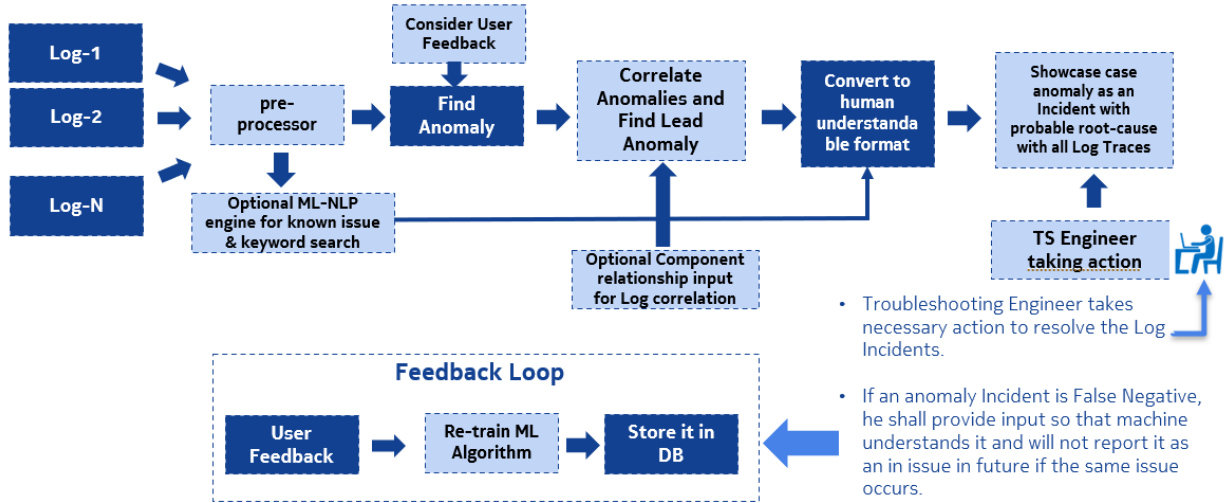 Log-1
Log-2
Log-N
pre-
processor
Optional ML-NLP
engine for known issue
& keyword search
Consider User
Feedback
Find
Anomaly
Correlate
Anomalies and
Find Lead
Anomaly
Optional Component
relationship input
for Log correlation
Convert to
human
understanda
ble format
Showcase case
anomaly as an
Incident with
probable root-cause
with all Log Traces
TS Engineer
taking action
• Troubleshooting Engineer takes
necessary action to resolve the Log
Incidents.
• If an anomaly Incident is False Negative,
he shall provide input so that machine
understands it and will not report it as
an in issue in future if the same issue
occurs.
Feedback Loop
User
Feedback
Re-train ML
Algorithm
Store it in
DB